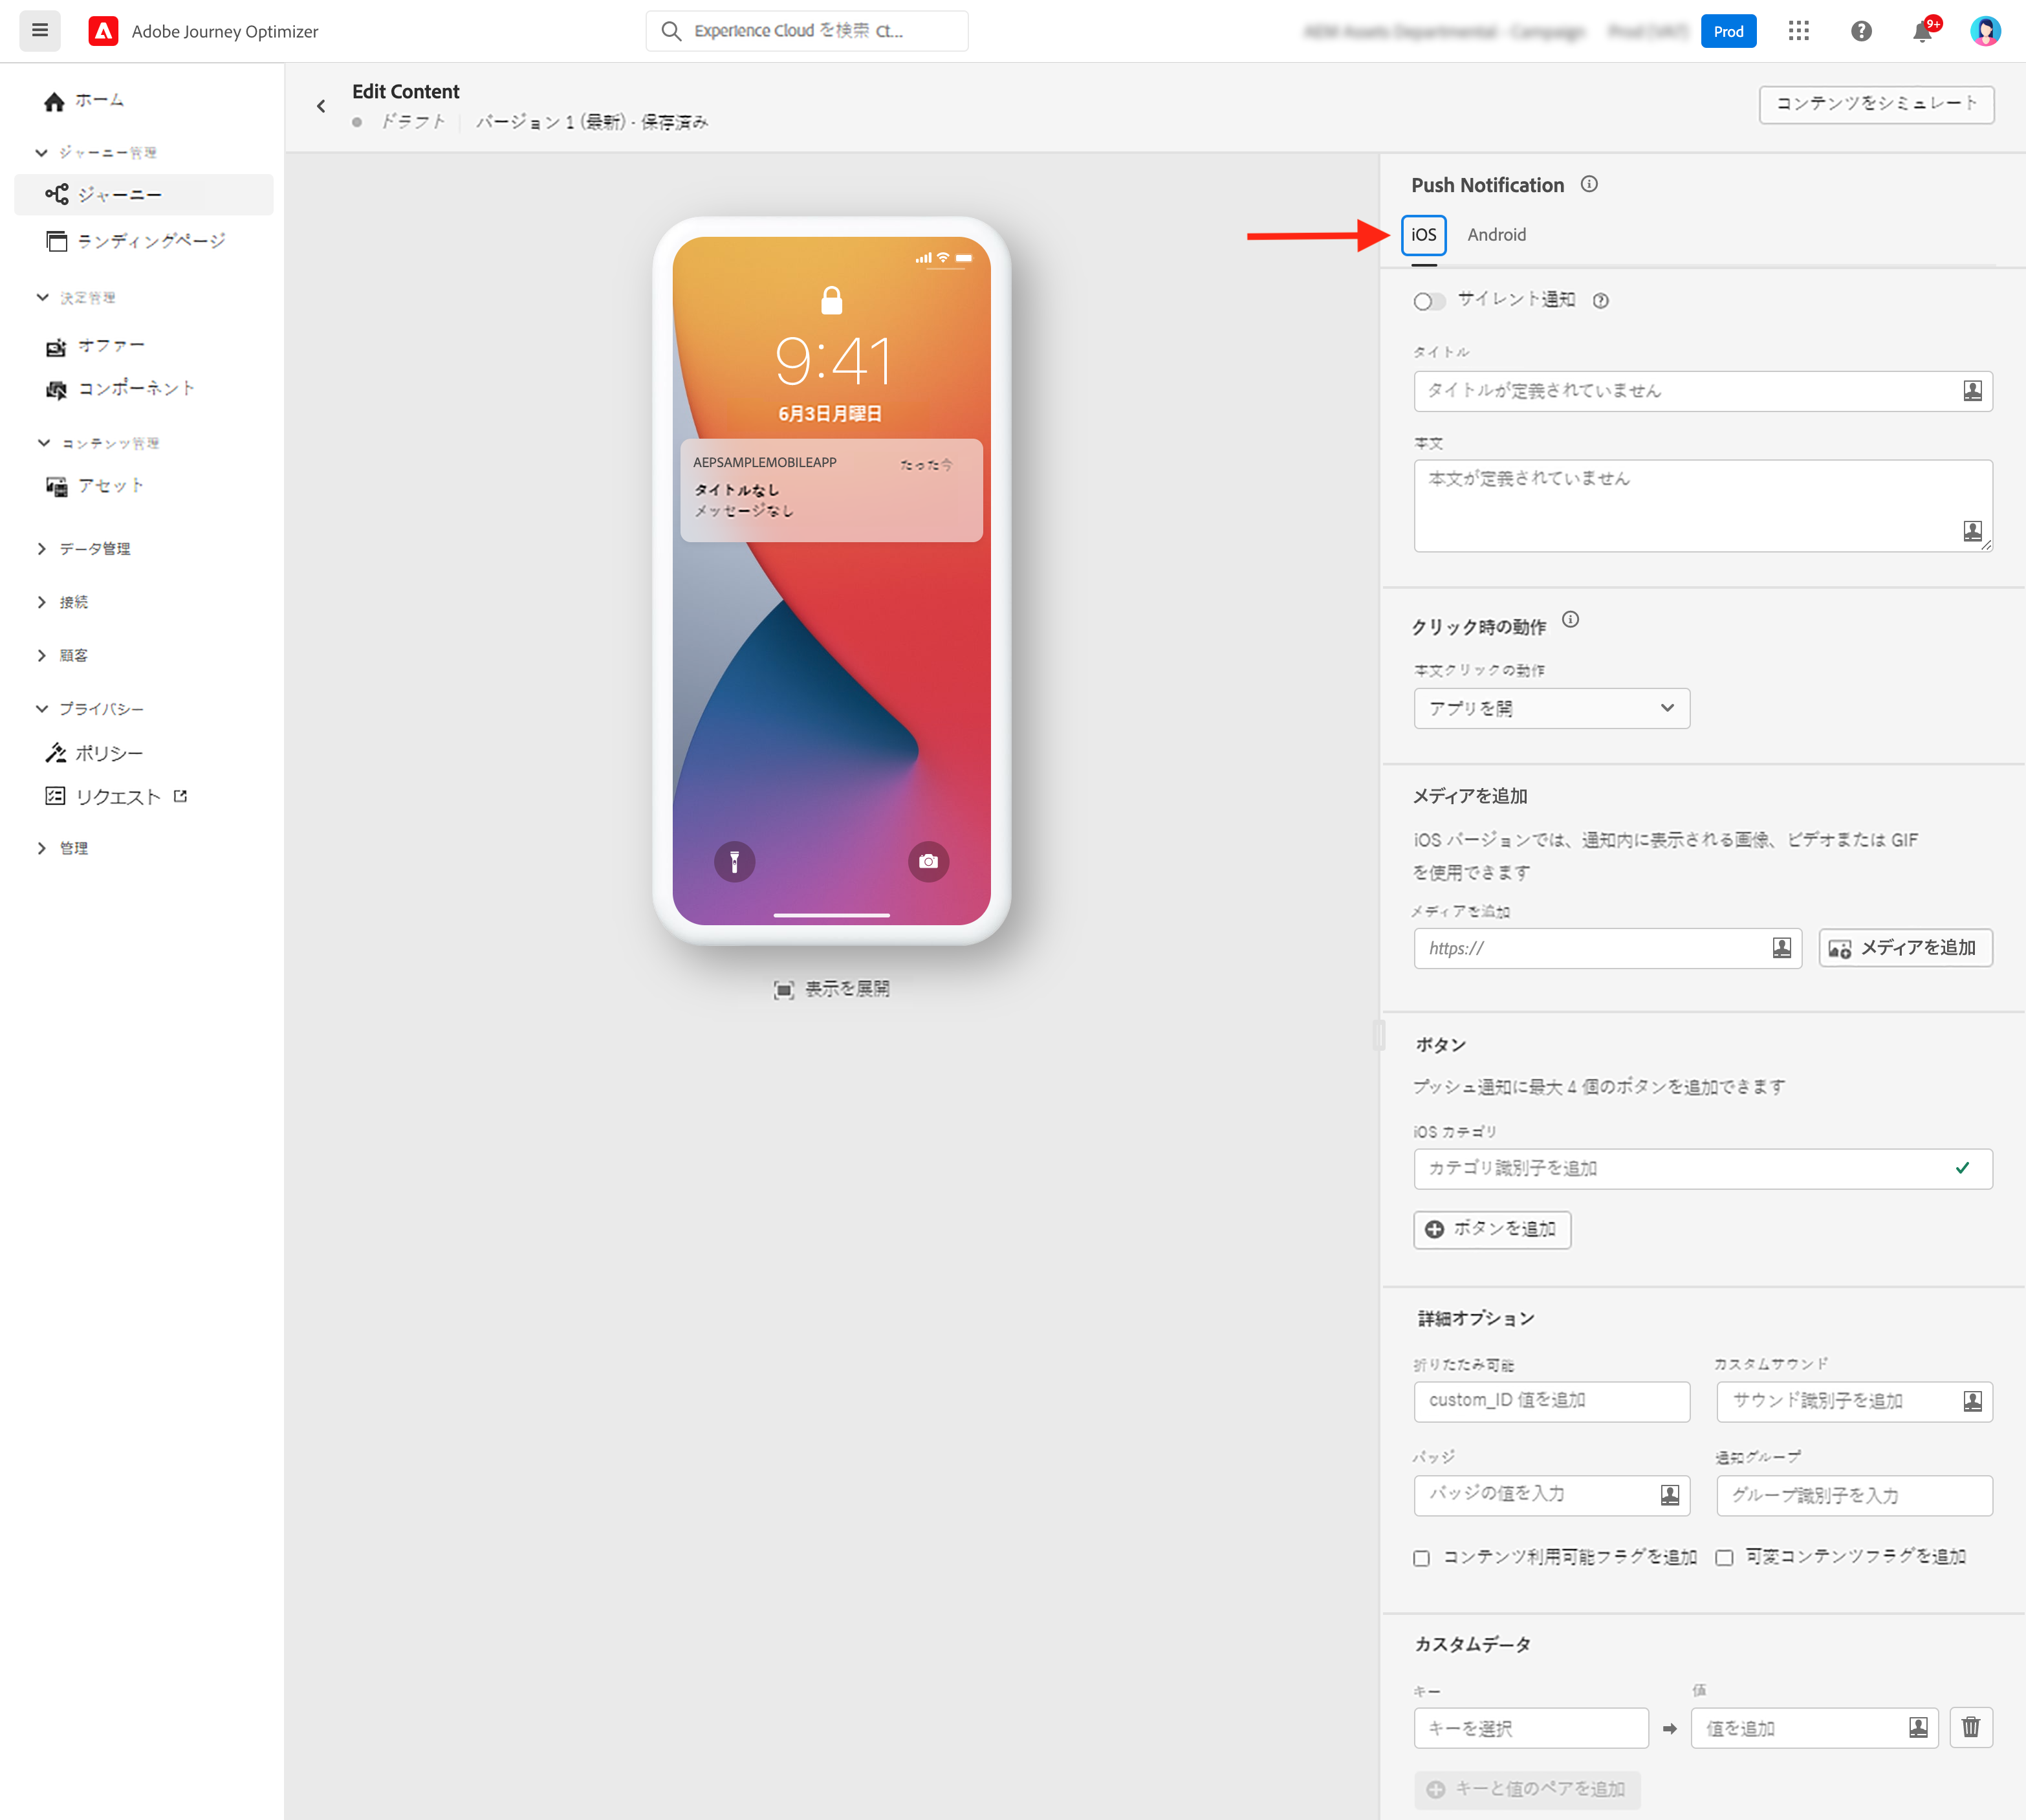 Adobe Journey Optimizer
Experience Cloud を検索 Ct...
Prod
9+
ホーム
ジャーニー管理
ジャーニー
ランディングページ
決定管理
オファー
コンポーネント
コンテンツ管理
アセット
データ管理
接続
顧客
プライバシー
ポリシー
リクエスト
管理
Edit Content
ドラフト バージョン 1 (最新) - 保存済み
コンテンツをシミュレート
9:41
6月3日月曜日
AEPSAMPLEMOBILEAPP たった今
タイトルなし
メッセージなし
表示を展開
Push Notification
iOS Android
サイレント通知
タイトル
タイトルが定義されていません
本文
本文が定義されていません
クリック時の動作
本文クリックの動作
アプリを開
メディアを追加
iOS バージョンでは、通知内に表示される画像、ビデオまたは GIF
を使用できます
メディアを追加
https:// メディアを追加
ボタン
プッシュ通知に最大 4 個のボタンを追加できます
iOS カテゴリ
カテゴリ識別子を追加
ボタンを追加
詳細オプション
折りたたみ可能 カスタムサウンド
custom_ID 値を追加 サウンド識別子を追加
バッジ 通知グループ
バッジの値を入力 グループ識別子を入力
コンテンツ利用可能フラグを追加 可変コンテンツフラグを追加
カスタムデータ
キー 値
キーを選択 値を追加
キーと値のペアを追加